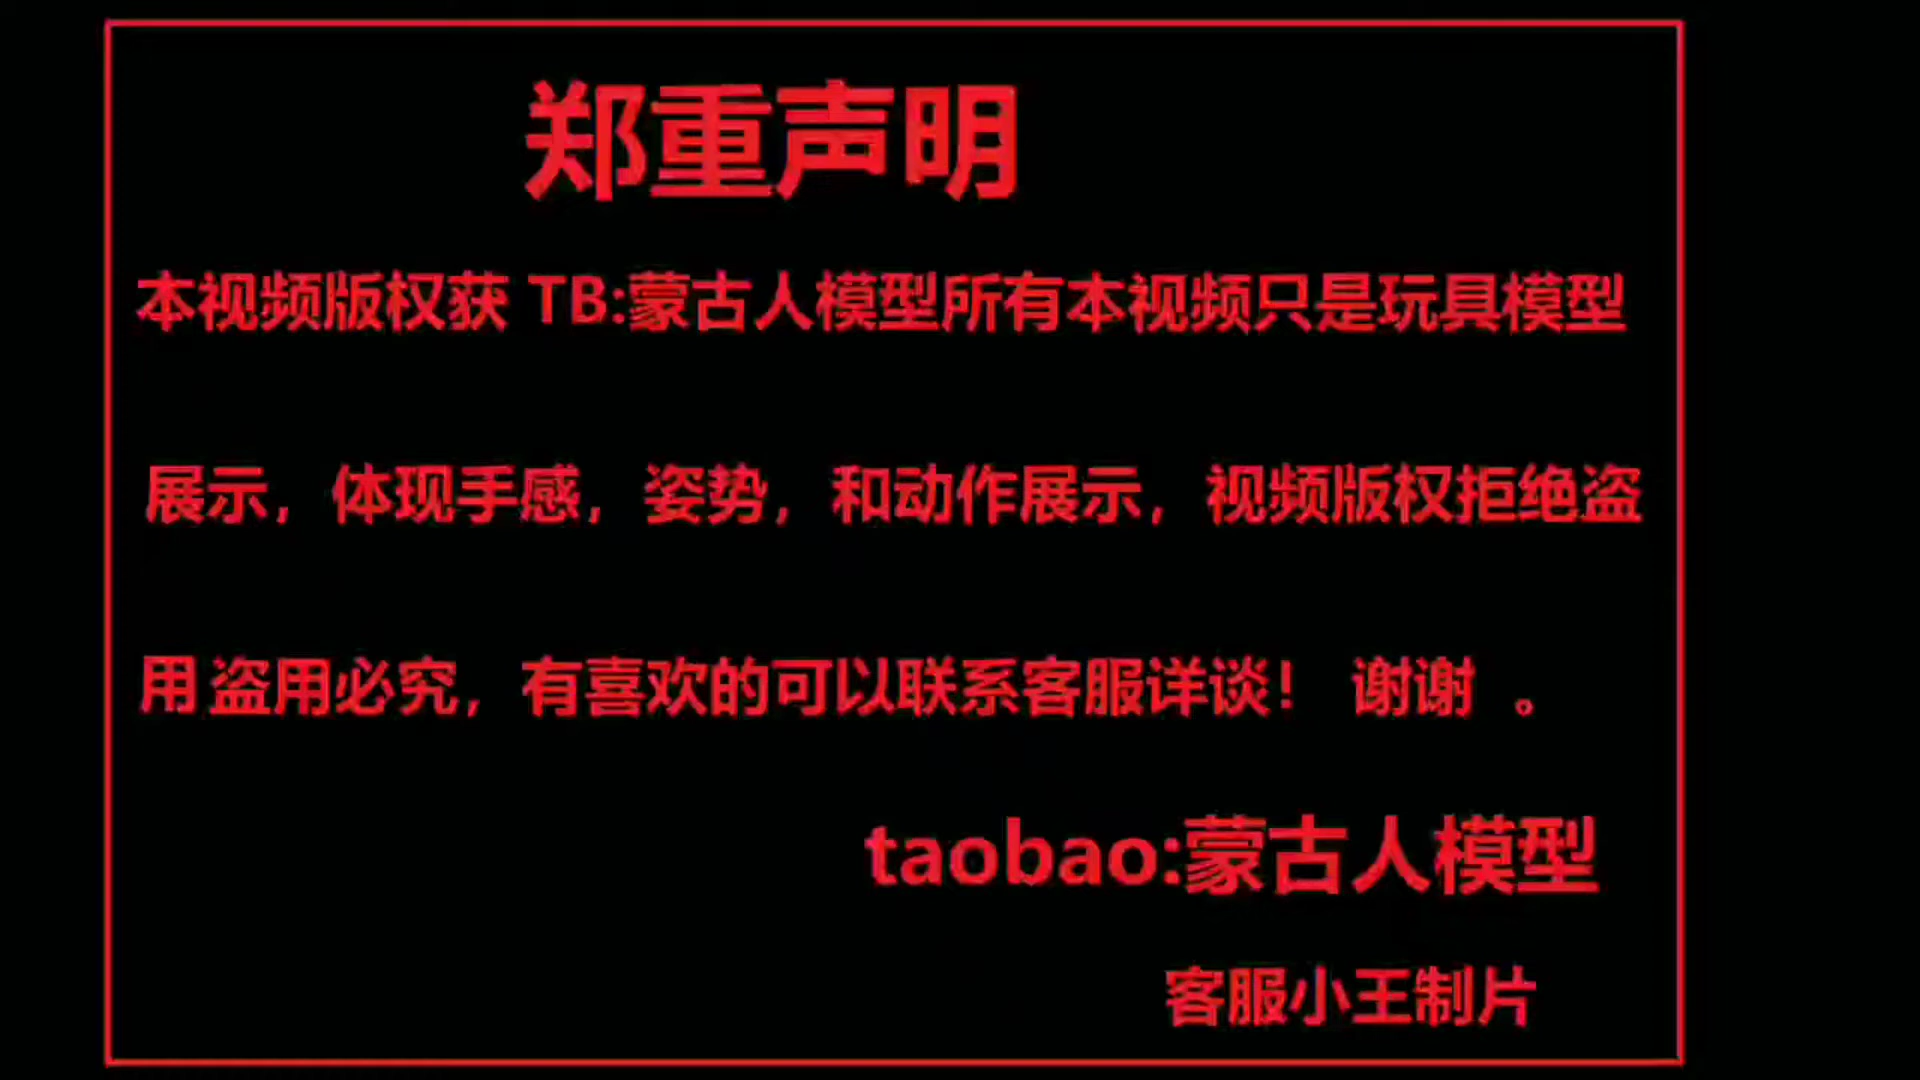 郑重声明
本视频版权获 TB:蒙古人模型所有本视频只是玩具模型
展示，体现手感，姿势，和动作展示，视频版权拒绝盗
用盗用必究，有喜欢的可以联系客服详谈！ 谢谢 。
taobao:蒙古人模型
客服小王制片